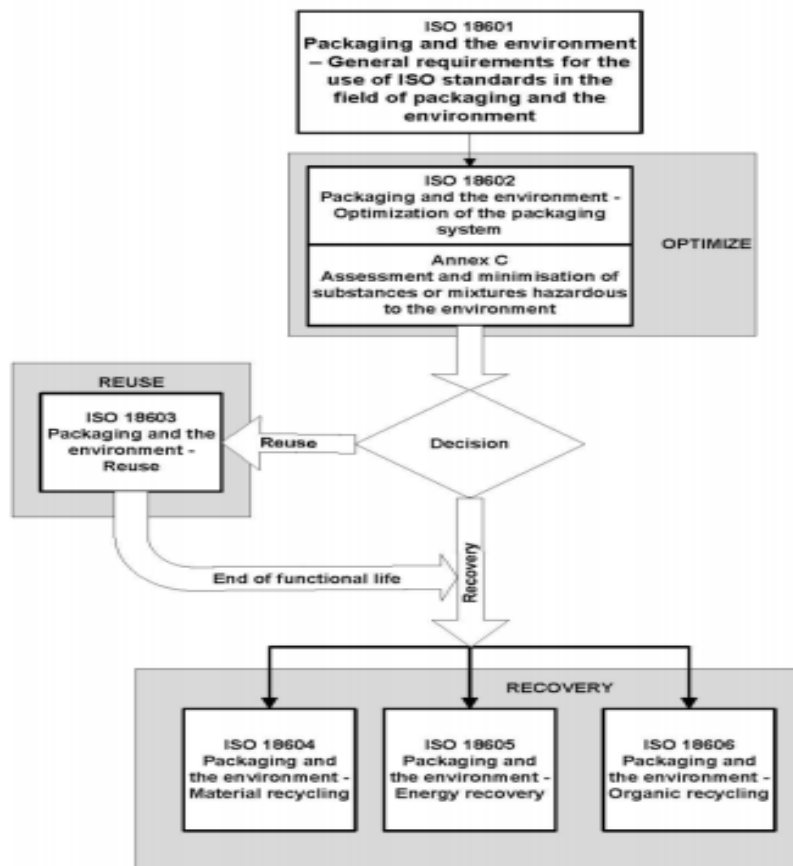 ISO 18601
Packaging and the environment
– General requirements for the
use of ISO standards in the
field of packaging and the
environment
ISO 18602
Packaging and the environment -
Optimization of the packaging
system
OPTIMIZE
Annex C
Assessment and minimisation of
substances or mixtures hazardous
to the environment
REUSE
ISO 18603
Packaging and the
environment -
Reuse
Reuse
Decision
End of functional life
Recovery
RECOVERY
ISO 18604
Packaging and
the environment -
Material recycling
ISO 18605
Packaging and
the environment -
Energy recovery
ISO 18606
Packaging and
the environment -
Organic recycling